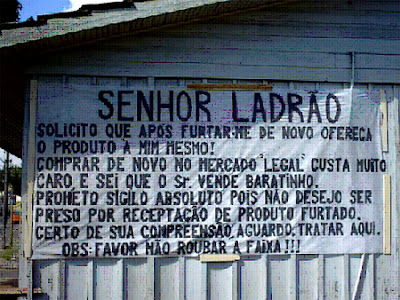 SENHOR LADRÃO
SOLICITO QUE APÓS FURTAR-ME DE NOVO OFEREÇA
O PRODUTO À MIM MESMO!
COMPRAR DE NOVO NO MERCADO "LEGAL" CUSTA MUITO
CARO E SEI QUE O Sr. VENDE BARATINHO.
PROMETO SIGILO ABSOLUTO POIS NÃO DESEJO SER
PRESO POR RECEPTAÇÃO DE PRODUTO FURTADO.
CERTO DE SUA COMPREENSÃO, AGUARDO. TRATAR AQUI.
OBS: FAVOR NÃO ROUBAR A FAIXA!!!